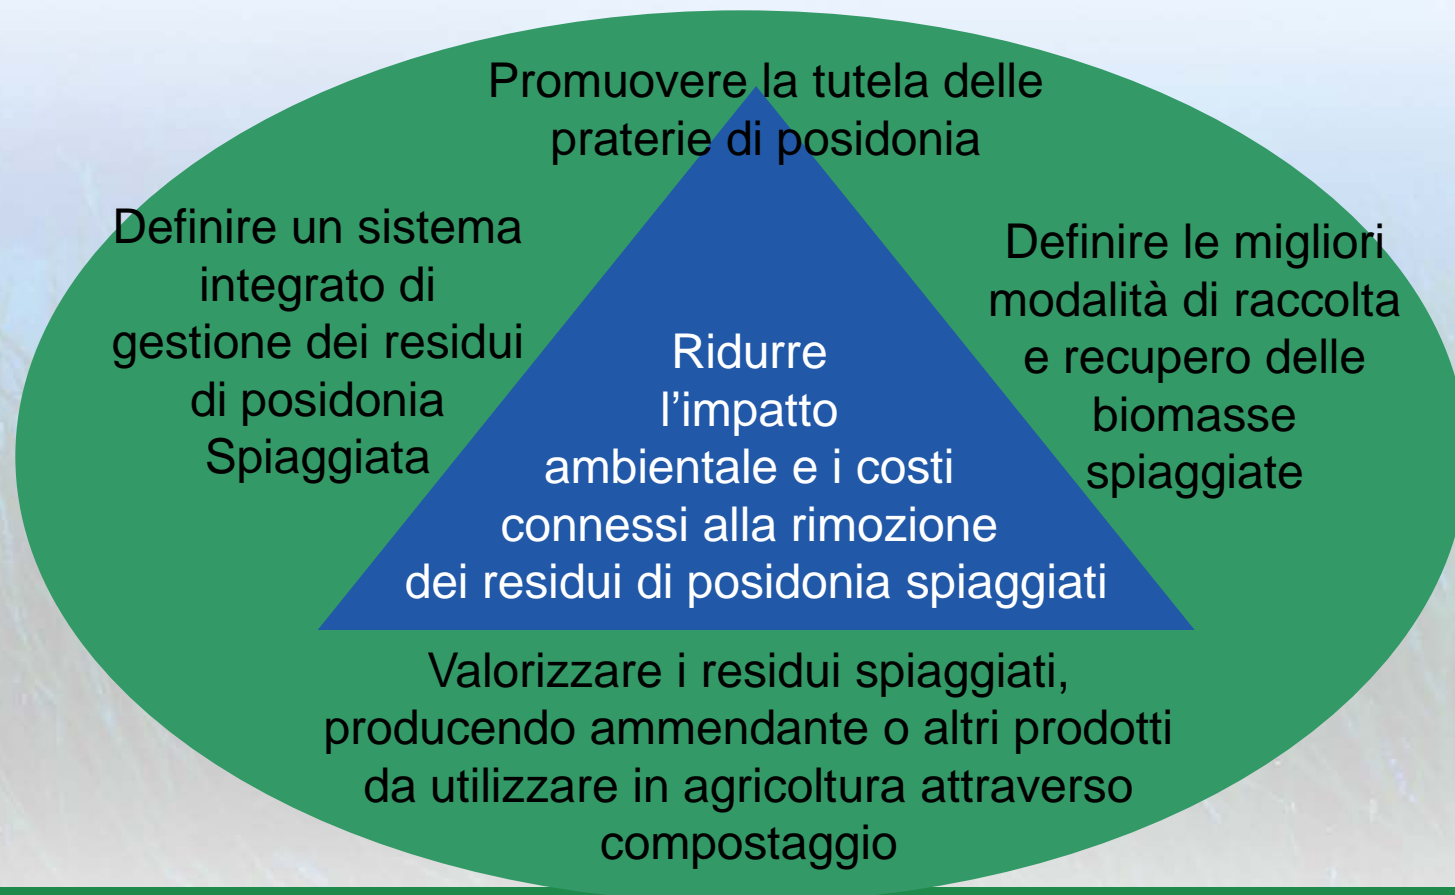 Promuovere la tutela delle
praterie di posidonia
Definire un sistema
integrato di
gestione dei residui
di posidonia
Spiaggiata
Definire le migliori
modalità di raccolta
e recupero delle
biomasse
spiaggiate
Ridurre
l’impatto
ambientale e i costi
connessi alla rimozione
dei residui di posidonia spiaggiati
Valorizzare i residui spiaggiati,
producendo ammendante o altri prodotti
da utilizzare in agricoltura attraverso
compostaggio